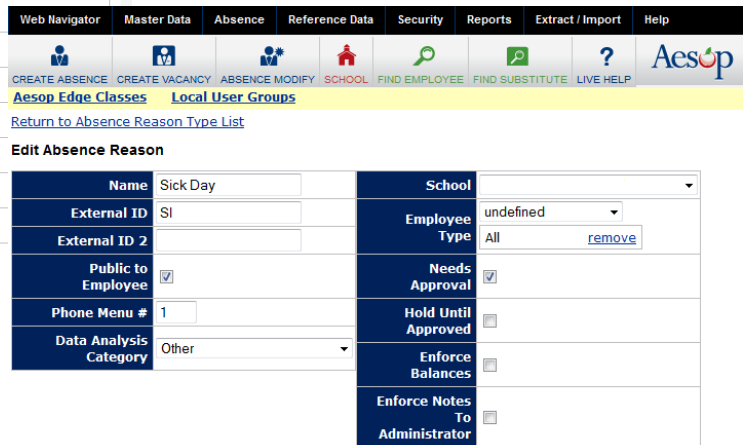 Web Navigator Master Data Absence Reference Data Security Reports Extract / Import Help
CREATE ABSENCE CREATE VACANCY ABSENCE MODIFY SCHOOL FIND EMPLOYEE FIND SUBSTITUTE ? LIVE HELP Aesop
Aesop Edge Classes Local User Groups
Return to Absence Reason Type List
Edit Absence Reason
Name Sick Day
External ID SI
External ID 2
Public to
Employee
Phone Menu # 1
Data Analysis
Category Other
School
Employee
Type undefined
All remove
Needs
Approval
Hold Until
Approved
Enforce
Balances
Enforce Notes
To
Administrator